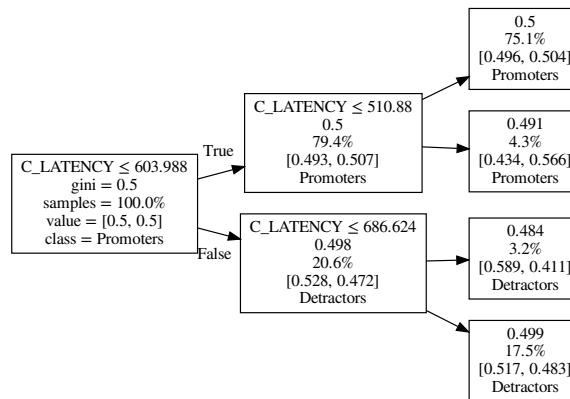 C_LATENCY ≤ 603.988
gini = 0.5
samples = 100.0%
value = [0.5, 0.5]
class = Promoters
True
False
C_LATENCY ≤ 510.88
0.5
79.4%
[0.493, 0.507]
Promoters
C_LATENCY ≤ 686.624
0.498
20.6%
[0.528, 0.472]
Detractors
0.5
75.1%
[0.496, 0.504]
Promoters
0.491
4.3%
[0.434, 0.566]
Promoters
0.484
3.2%
[0.589, 0.411]
Detractors
0.499
17.5%
[0.517, 0.483]
Detractors